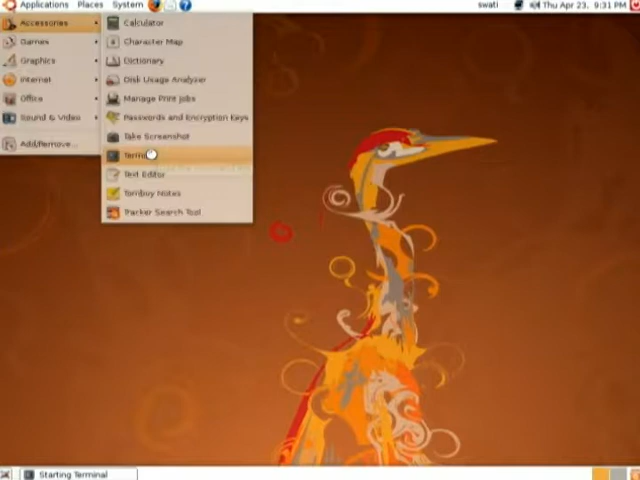 Applications Places System swati Thu Apr 23, 9:31 PM
Accessories
Games
Graphics
Internet
Office
Sound & Video
Add/Remove...
Calculator
Character Map
Dictionary
Disk Usage Analyzer
Manage Print Jobs
Passwords and Encryption Keys
Take Screenshot
Termi
Text Editor
Tomboy Notes
Tracker Search Tool
Starting Terminal